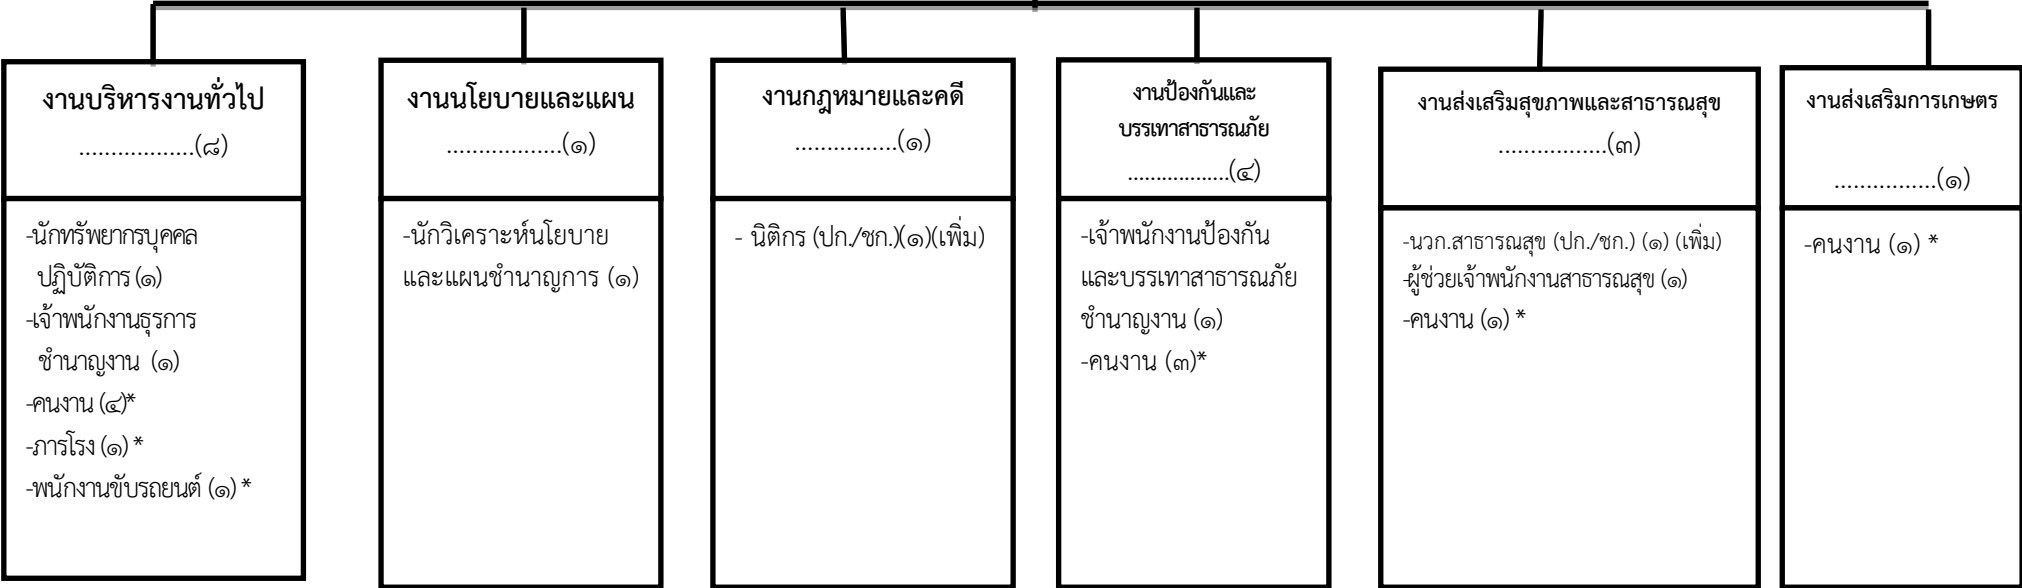 งานบริหารงานทั่วไป
..................(๘)
-นักทรัพยากรบุคคล
ปฏิบัติการ (๑)
-เจ้าพนักงานธุรการ
ชำนาญงาน (๑)
-คนงาน (๔)*
-ภารโรง (๑) *
-พนักงานขับรถยนต์ (๑) *
งานนโยบายและแผน
..................(๑)
-นักวิเคราะห์นโยบาย
และแผนชำนาญการ (๑)
งานกฎหมายและคดี
................(๑)
- นิติกร (ปก./ชก.)(๑)(เพิ่ม)
งานป้องกันและ
บรรเทาสาธารณภัย
..................(๔)
-เจ้าพนักงานป้องกัน
และบรรเทาสาธารณภัย
ชำนาญงาน (๑)
-คนงาน (๓)*
งานส่งเสริมสุขภาพและสาธารณสุข
.................(๓)
-นวก.สาธารณสุข (ปก./ชก.) (๑) (เพิ่ม)
-ผู้ช่วยเจ้าพนักงานสาธารณสุข (๑)
-คนงาน (๑) *
งานส่งเสริมการเกษตร
................(๑)
-คนงาน (๑) *